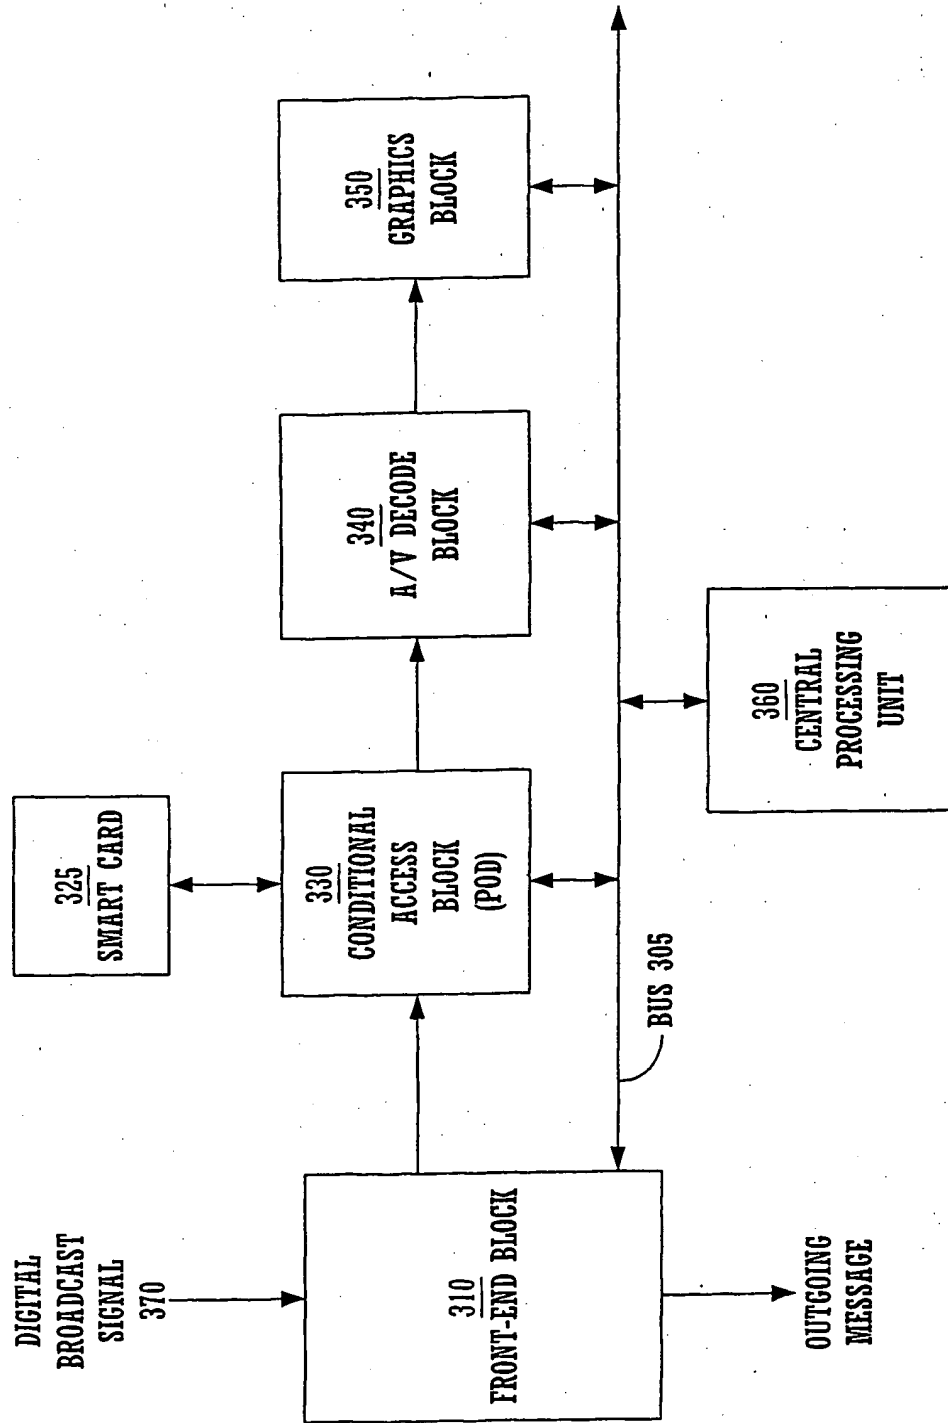 DIGITAL
BROADCAST
SIGNAL
370
310
FRONT-END BLOCK
OUTGOING
MESSAGE
325
SMART CARD
330
CONDITIONAL
ACCESS
BLOCK
(POD)
BUS 305
340
A/V DECODE
BLOCK
360
CENTRAL
PROCESSING
UNIT
350
GRAPHICS
BLOCK